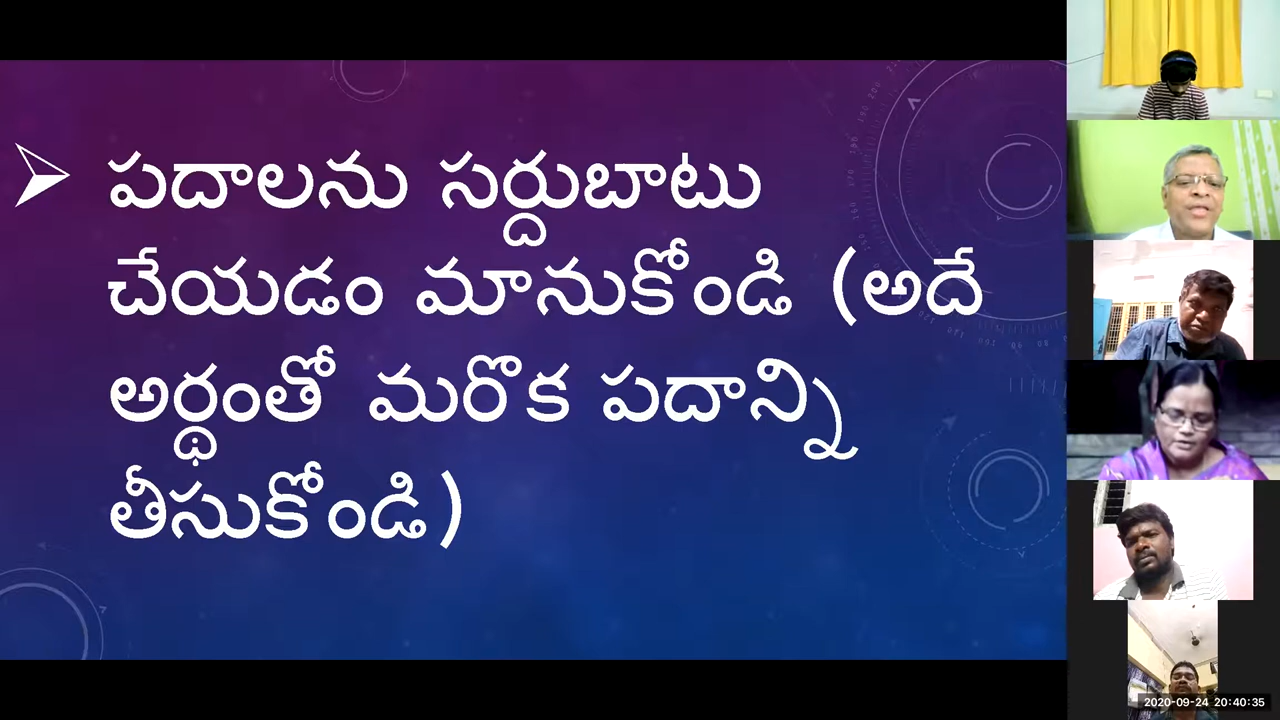 పదాలను సర్దుబాటు
చేయడం మానుకోండి (అదే
అర్థంతో మరొక పదాన్ని
తీసుకోండి)
2020-09-24 20:40:35